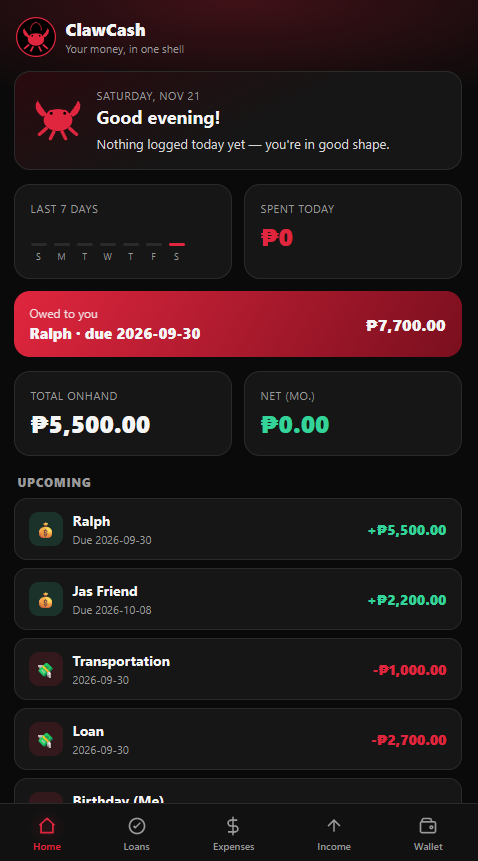 ClawCash
Your money, in one shell
SATURDAY, NOV 21
Good evening!
Nothing logged today yet — you're in good shape.
LAST 7 DAYS
S M T W T F S
SPENT TODAY
₱0
Owed to you
Ralph · due 2026-09-30
₱7,700.00
TOTAL ONHAND
₱5,500.00
NET (MO.)
₱0.00
UPCOMING
Ralph
Due 2026-09-30
+₱5,500.00
Jas Friend
Due 2026-10-08
+₱2,200.00
Transportation
2026-09-30
-₱1,000.00
Loan
2026-09-30
-₱2,700.00
Birthday (Me)
Home
Loans
Expenses
Income
Wallet